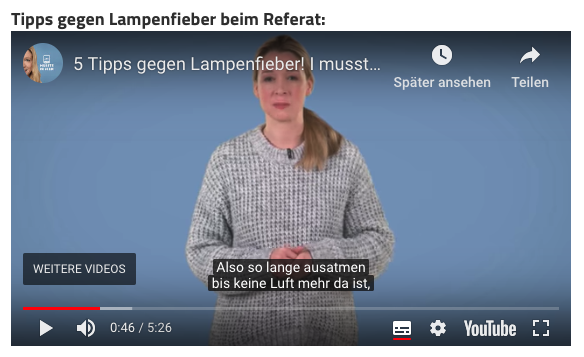 Tipps gegen Lampenfieber beim Referat:
5 Tipps gegen Lampenfieber! I musst...
Später ansehen
Teilen
WEITERE VIDEOS
Also so lange ausatmen
bis keine Luft mehr da ist,
0:46 / 5:26
YouTube